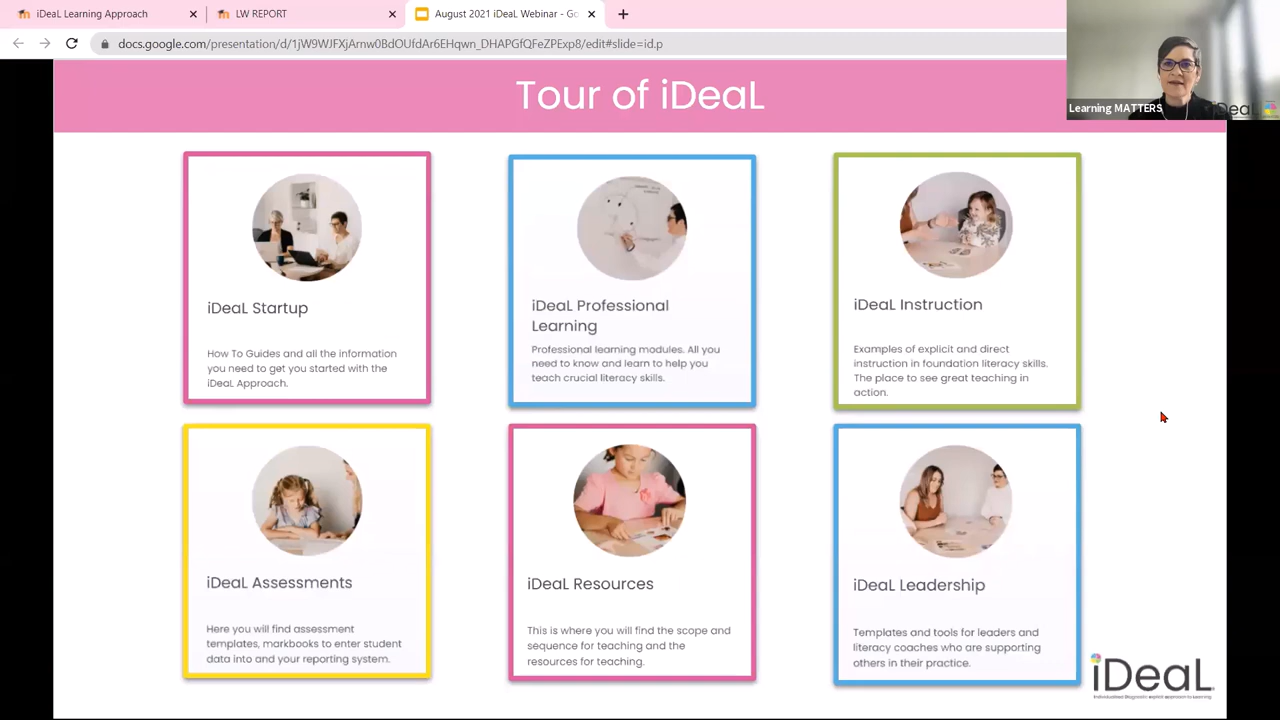 iDeaL Learning Approach
LW REPORT
August 2021 iDeaL Webinar - Go
docs.google.com/presentation/d/1jW9WJFXjArnw0BdOUfdAr6EHqwn_DHAPGfQFeZPExp8/edit#slide=id.p
Learning MATTERS
iDeaL
Tour of iDeaL
iDeaL Startup
How To Guides and all the information
you need to get you started with the
iDeaL Approach.
iDeaL Professional
Learning
Professional learning modules. All you
need to know and learn to help you
teach crucial literacy skills.
iDeaL Instruction
Examples of explicit and direct
instruction in foundation literacy skills.
The place to see great teaching in
action.
iDeaL Assessments
Here you will find assessment
templates, markbooks to enter student
data into and your reporting system.
iDeaL Resources
This is where you will find the scope and
sequence for teaching and the
resources for teaching.
iDeaL Leadership
Templates and tools for leaders and
literacy coaches who are supporting
others in their practice.
iDeaL
Individualised Diagnostic explicit approach to Learning